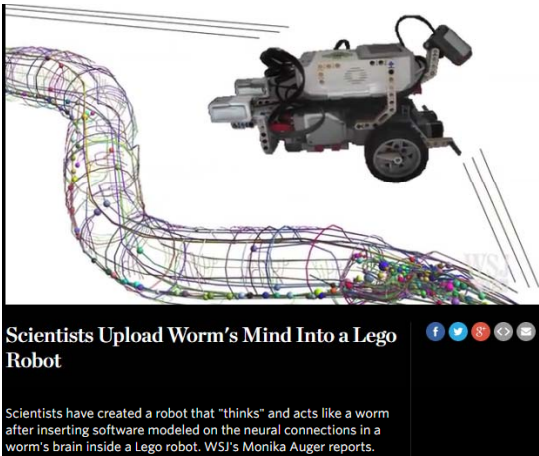 WSJ
Scientists Upload Worm's Mind Into a Lego
Robot
Scientists have created a robot that "thinks" and acts like a worm
after inserting software modeled on the neural connections in a
worm's brain inside a Lego robot. WSJ's Monika Auger reports.